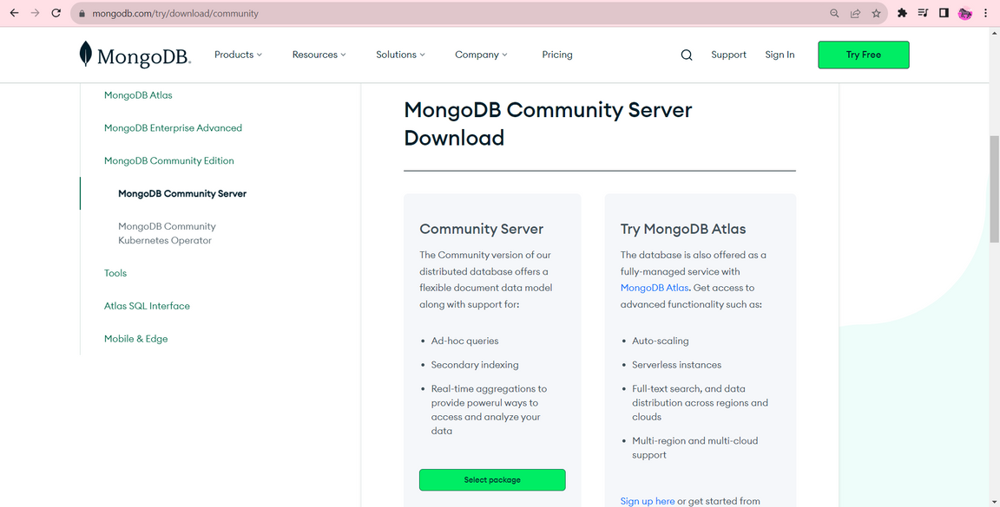 mongodb.com/try/download/community
MongoDB.
Products
Resources
Solutions
Company
Pricing
Support
Sign In
Try Free
MongoDB Atlas
MongoDB Enterprise Advanced
MongoDB Community Edition
MongoDB Community Server
MongoDB Community
Kubernetes Operator
Tools
Atlas SQL Interface
Mobile & Edge
MongoDB Community Server
Download
Community Server
The Community version of our
distributed database offers a
flexible document data model
along with support for:
• Ad-hoc queries
• Secondary indexing
• Real-time aggregations to
provide powerul ways to
access and analyze your
data
Select package
Try MongoDB Atlas
The database is also offered as a
fully-managed service with
MongoDB Atlas. Get access to
advanced functionality such as:
• Auto-scaling
• Serverless instances
• Full-text search, and data
distribution across regions and
clouds
• Multi-region and multi-cloud
support
Sign up here or get started from